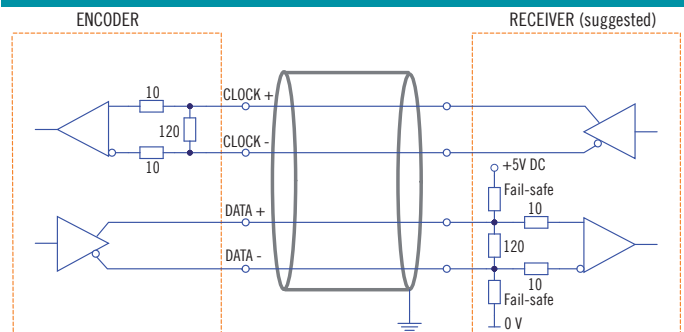 ENCODER
RECEIVER (suggested)
10
CLOCK +
120
CLOCK -
10
+5V DC
Fail-safe
DATA +
10
120
DATA -
10
Fail-safe
0 V